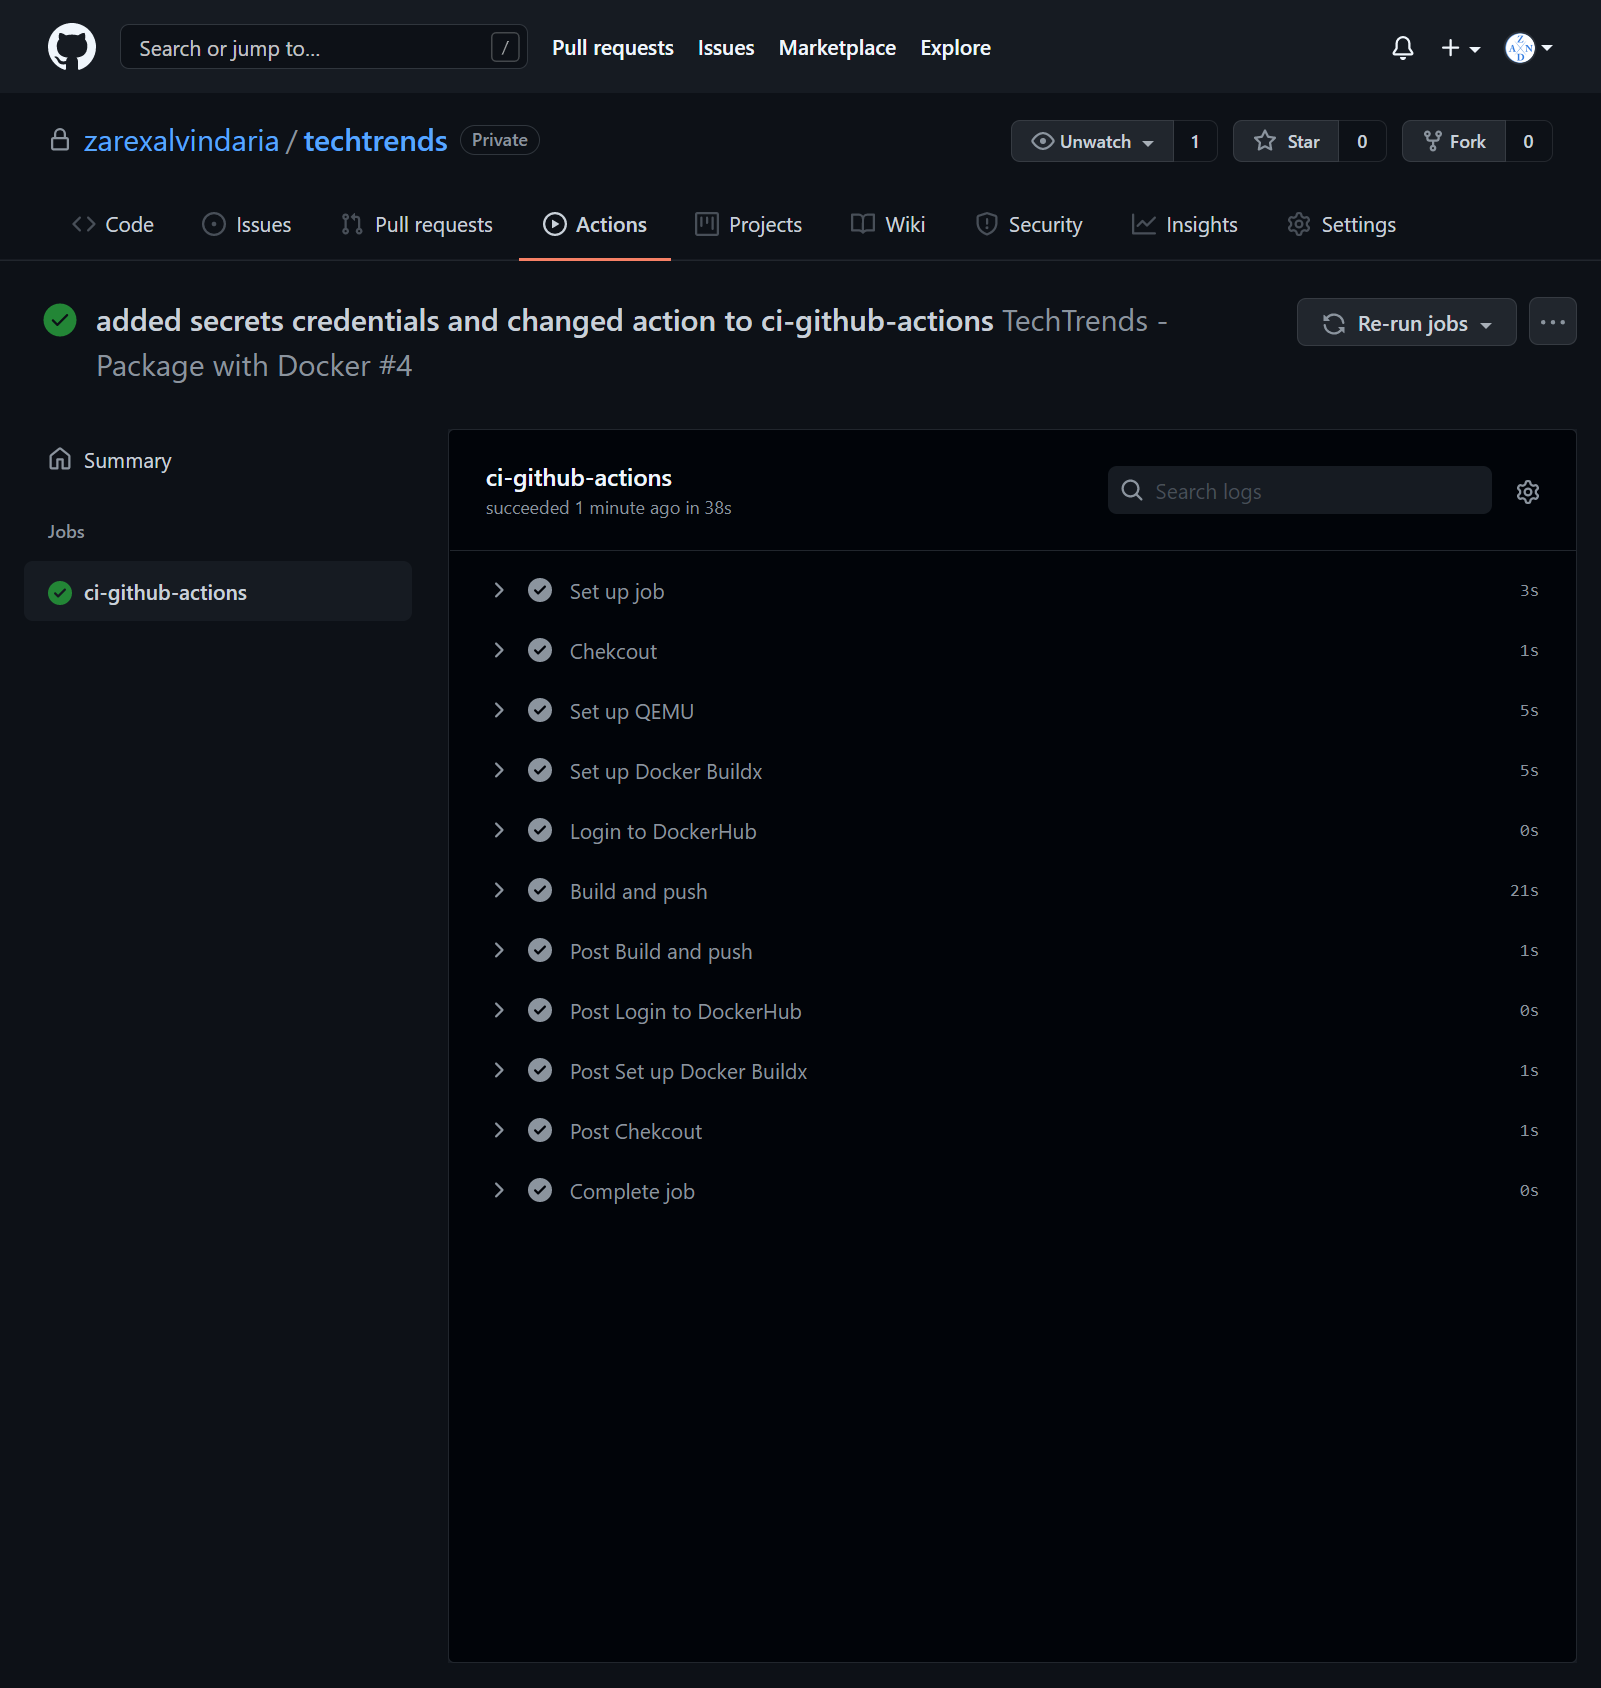 Search or jump to... /
Pull requests Issues Marketplace Explore
zarexalvindaria / techtrends Private
Unwatch 1 Star 0 Fork 0
Code Issues Pull requests Actions Projects Wiki Security Insights Settings
added secrets credentials and changed action to ci-github-actions TechTrends -
Package with Docker #4
Re-run jobs ...
Summary
Jobs
ci-github-actions
ci-github-actions
succeeded 1 minute ago in 38s
Search logs
Set up job 3s
Chekcout 1s
Set up QEMU 5s
Set up Docker Buildx 5s
Login to DockerHub 0s
Build and push 21s
Post Build and push 1s
Post Login to DockerHub 0s
Post Set up Docker Buildx 1s
Post Chekcout 1s
Complete job 0s